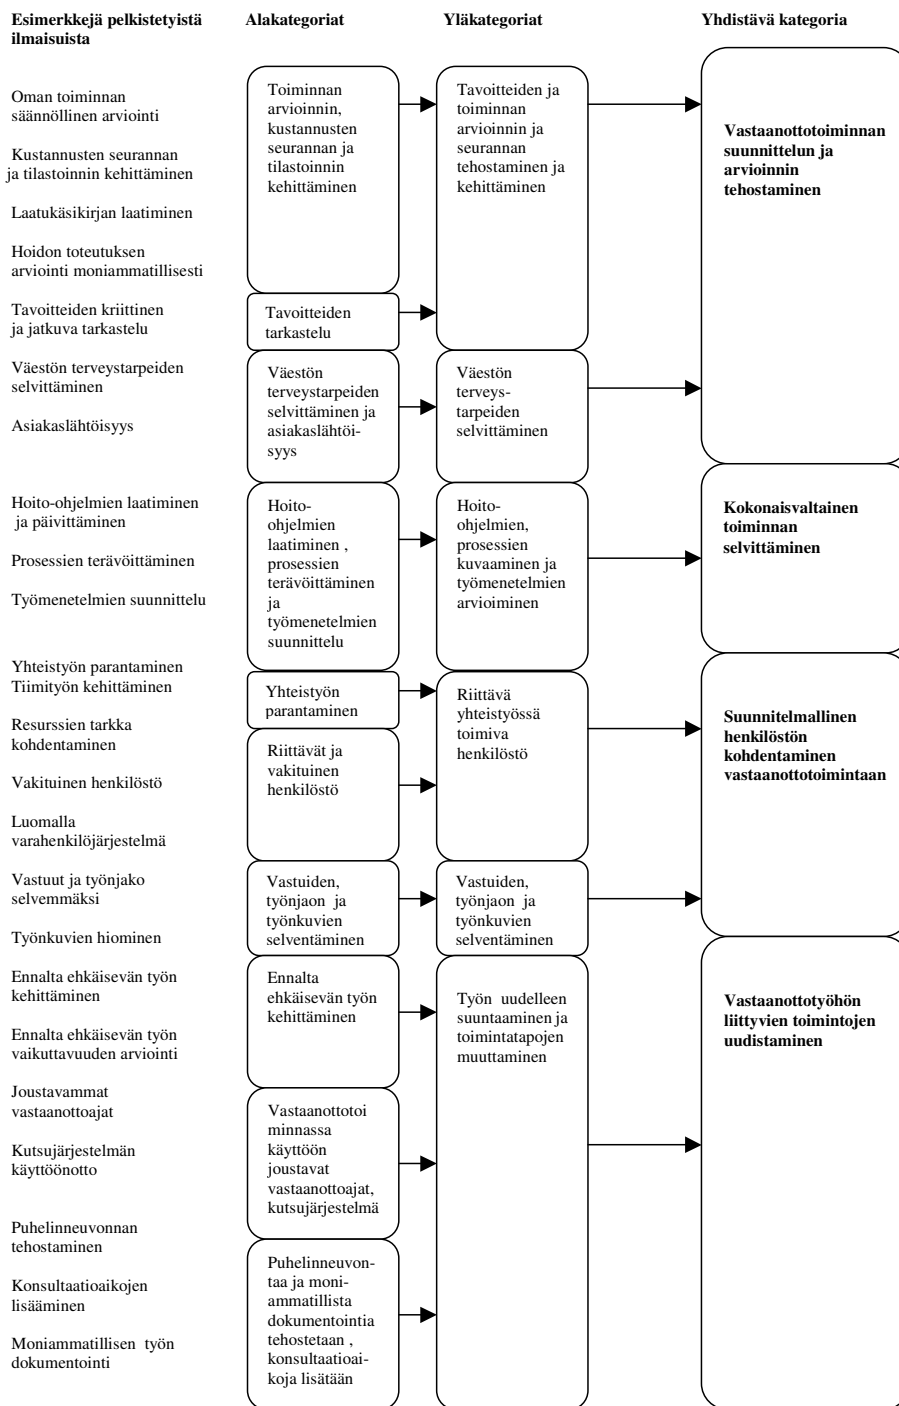 Esimerkkejä pelkistetyistä
ilmaisuista
Alakategoriat
Yläkategoriat
Yhdistävä kategoria
Oman toiminnan
säännöllinen arviointi
Kustannusten seurannan
ja tilastoinnin kehittäminen
Laatukäsikirjan laatiminen
Hoidon toteutuksen
arviointi moniammatillisesti
Tavoitteiden kriittinen
ja jatkuva tarkastelu
Väestön terveystarpeiden
selvittäminen
Asiakaslähtöisyys
Hoito-ohjelmien laatiminen
ja päivittäminen
Prosessien terävöittäminen
Työmenetelmien suunnittelu
Yhteistyön parantaminen
Tiimityön kehittäminen
Resurssien tarkka
kohdentaminen
Vakituinen henkilöstö
Luomalla
varahenkilöjärjestelmä
Vastuut ja työnjako
selvemmäksi
Työnkuvien hiominen
Ennalta ehkäisevän työn
kehittäminen
Ennalta ehkäisevän työn
vaikuttavuuden arviointi
Joustavammat
vastaanottoajat
Kutsujärjestelmän
käyttöönotto
Puhelinneuvonnan
tehostaminen
Konsultaatioaikojen
lisääminen
Moniammatillisen työn
dokumentointi
Toiminnan
arvioinnin,
kustannusten
seurannan ja
tilastoinnin
kehittäminen
Tavoitteiden
tarkastelu
Väestön
terveystarpeiden
selvittäminen ja
asiakaslähtöi-
syys
Hoito-
ohjelmien
laatiminen ,
prosessien
terävöittäminen
ja
työmenetelmien
suunnittelu
Yhteistyön
parantaminen
Riittävät ja
vakituinen
henkilöstö
Vastuiden,
työnjaon ja
työnkuvien
selventäminen
Ennalta
ehkäisevän työn
kehittäminen
Vastaanottotoi
minnassa
käyttöön
joustavat
vastaanottoajat,
kutsujärjestelmä
Puhelinneuvon-
taa ja moni-
ammatillista
dokumentointia
tehostetaan ,
konsultaatioai-
koja lisätään
Tavoitteiden ja
toiminnan
arvioinnin ja
seurannan
tehostaminen ja
kehittäminen
Väestön
terveys-
tarpeiden
selvittäminen
Hoito-
ohjelmien,
prosessien
kuvaaminen ja
työmenetelmien
arvioiminen
Riittävä
yhteistyössä
toimiva
henkilöstö
Vastuiden,
työnjaon ja
työnkuvien
selventäminen
Työn uudelleen
suuntaaminen ja
toimintatapojen
muuttaminen
Vastaanottotoiminnan
suunnittelun ja
arvioinnin
tehostaminen
Kokonaisvaltainen
toiminnan
selvittäminen
Suunnitelmallinen
henkilöstön
kohdentaminen
vastaanottotoimintaan
Vastaanottotyöhön
liittyvien toimintojen
uudistaminen